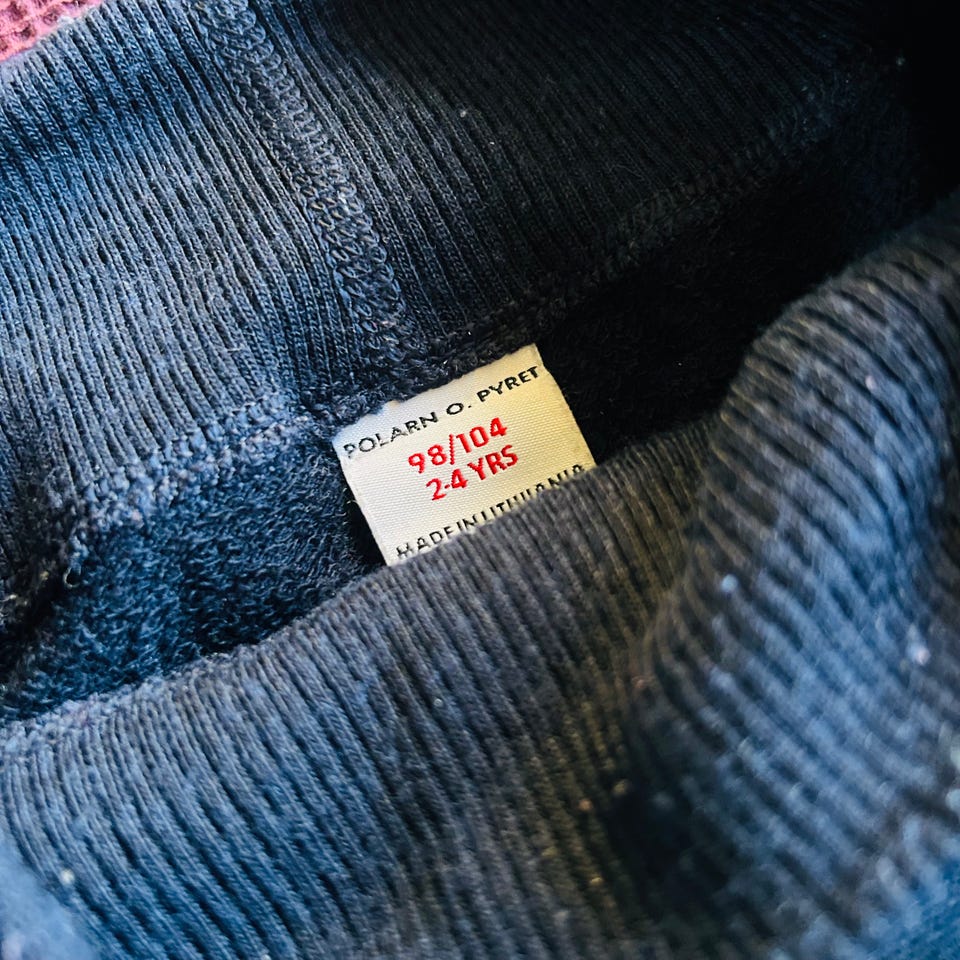 POLARN O. PYRET
98/104
2-4 YRS
MADE IN LITHUANIA